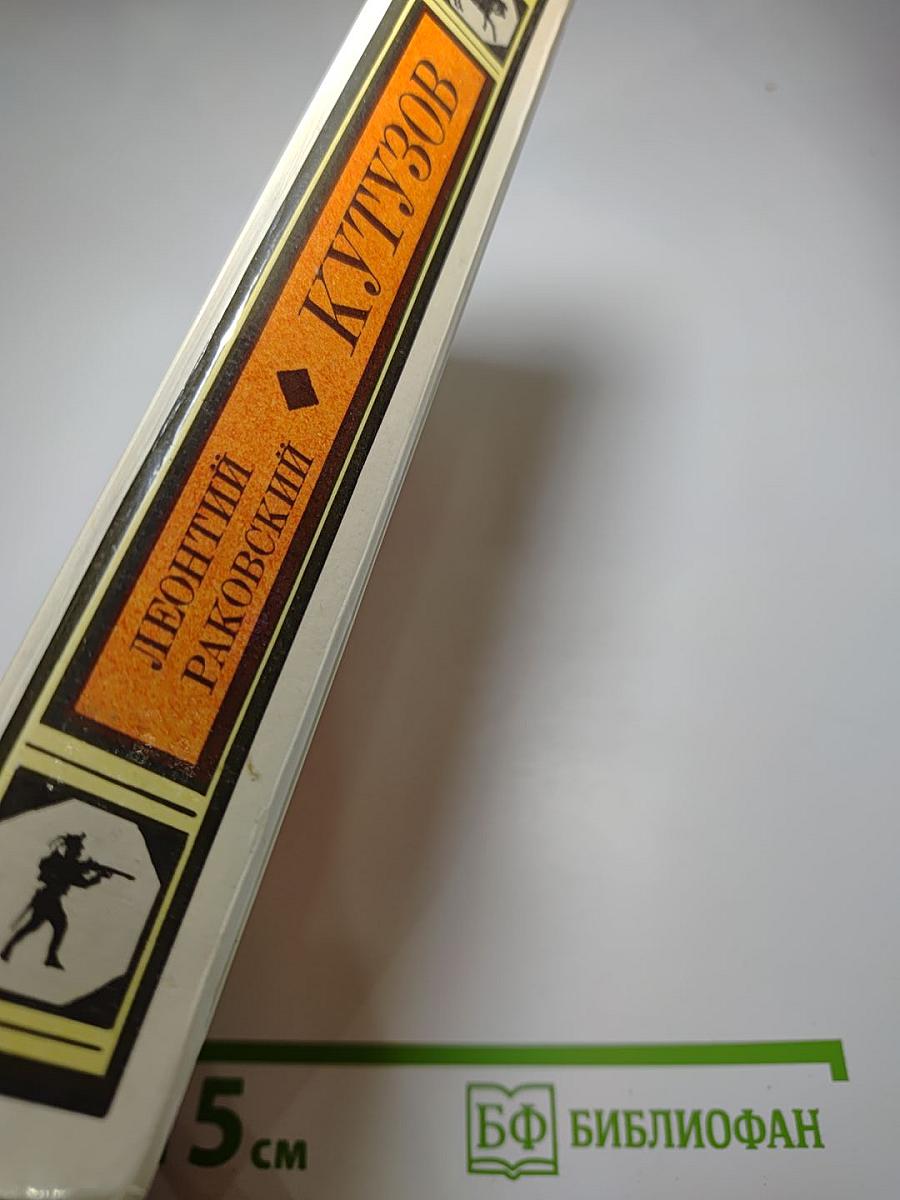 ЛЕОНТИЙ
РАКОВСКИЙ
КУТУЗОВ
5 см
БФ БИБЛИОФАН